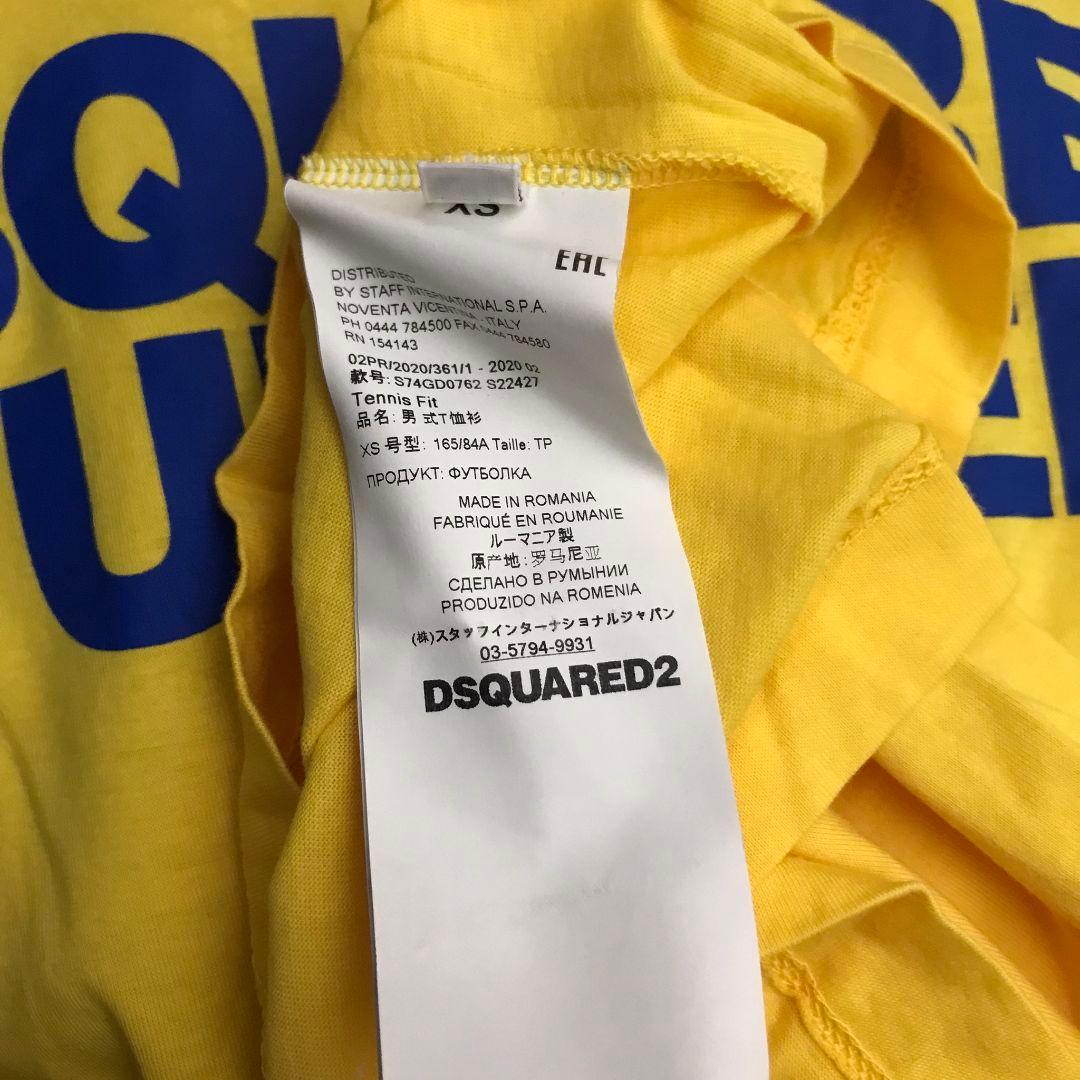 XS
EAC
DISTRIBUTED
BY STAFF INTERNATIONAL S.P.A.
NOVENTA VICENTINA - ITALY
PH 0444 784500 FAX 0444 784580
RN 154143
02PR/2020/361/1 - 2020 02
款号: S74GD0762 S22427
Tennis Fit
品名: 男 式T恤衫
XS 号型: 165/84A Taille: TP
ПРОДУКТ: ФУТБОЛКА
MADE IN ROMANIA
FABRIQUÉ EN ROUMANIE
ルーマニア製
原产地: 罗马尼亚
СДЕЛАНО В РУМЫНИИ
PRODUZIDO NA ROMENIA
(株)スタッフインターナショナルジャパン
03-5794-9931
DSQUARED2